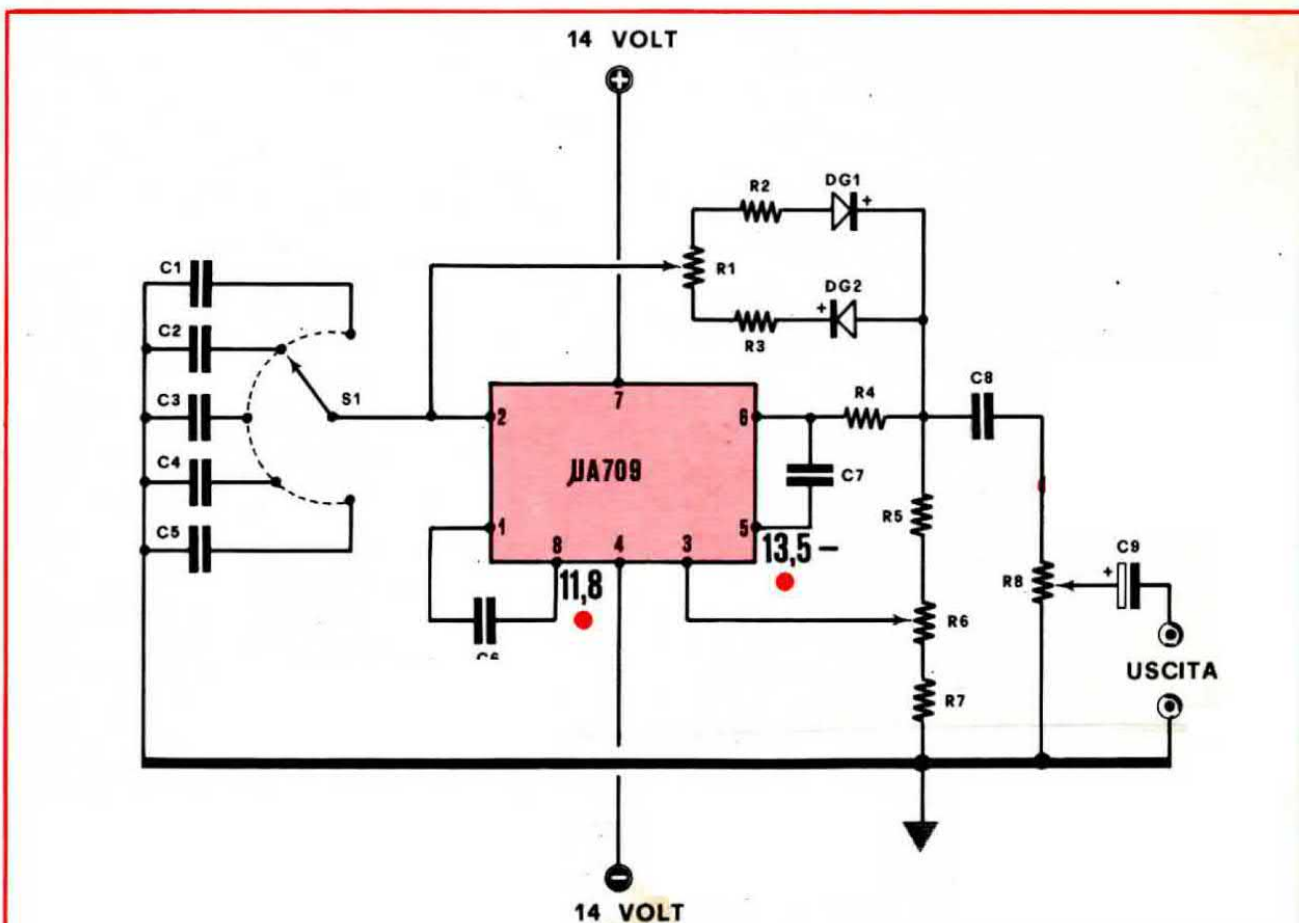 14 VOLT
+
R2
DG1
+
C1
R1
C2
+
DG2
R3
C3
S1
7
C8
2
6
R4
C4
µA709
C7
C5
R5
1
8
4
3
5
13,5 –
C9
11,8
R8
+
R6
C6
USCITA
R7
–
14 VOLT